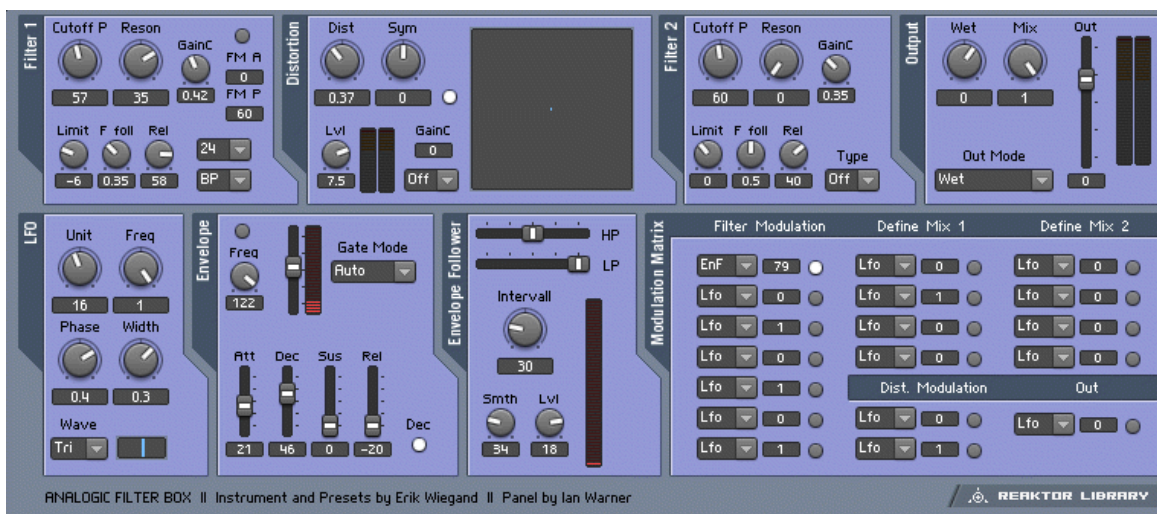 Filter 1
Cutoff P Reson
GainC
FM A
0
FM P
60
57 35 0.42
Limit F foll Rel
-6 0.35 58
24
BP
Distortion
Dist Sym
0.37 0
Lvl
GainC
0
7.5
Off
Filter 2
Cutoff P Reson
GainC
60 0 0.35
Limit F foll Rel
Type
0 0.5 40
Off
Output
Wet Mix Out
0 1
Out Mode
Wet
0
LFO
Unit Freq
16 1
Phase Width
0.4 0.3
Wave
Tri
Envelope
Freq
122
Gate Mode
Auto
Att Dec Sus Rel
Dec
21 46 0 -20
Envelope Follower
HP
LP
Intervall
30
Smth Lvl
34 18
Modulation Matrix
Filter Modulation Define Mix 1 Define Mix 2
EnF 79 Lfo 0 Lfo 0
Lfo 0 Lfo 1 Lfo 0
Lfo 1 Lfo 0 Lfo 0
Lfo 0 Lfo 0 Lfo 0
Lfo 1 Dist. Modulation Out
Lfo 0 Lfo 0 Lfo 0
Lfo 1 Lfo 1
ANALOGIC FILTER BOX II Instrument and Presets by Erik Wiegand II Panel by Ian Warner
REAKTOR LIBRARY